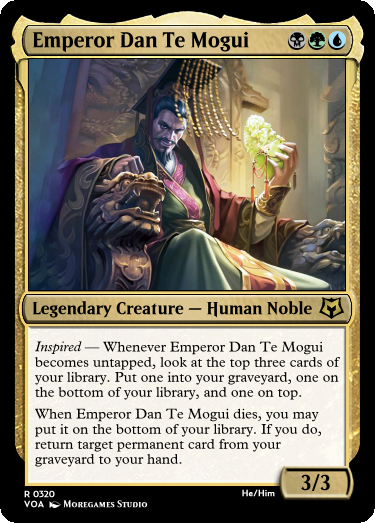 Emperor Dan Te Mogui
Legendary Creature — Human Noble
Inspired — Whenever Emperor Dan Te Mogui
becomes untapped, look at the top three cards of
your library. Put one into your graveyard, one on
the bottom of your library, and one on top.
When Emperor Dan Te Mogui dies, you may
put it on the bottom of your library. If you do,
return target permanent card from your
graveyard to your hand.
3/3
R 0320
He/Him
VOA Moregames Studio